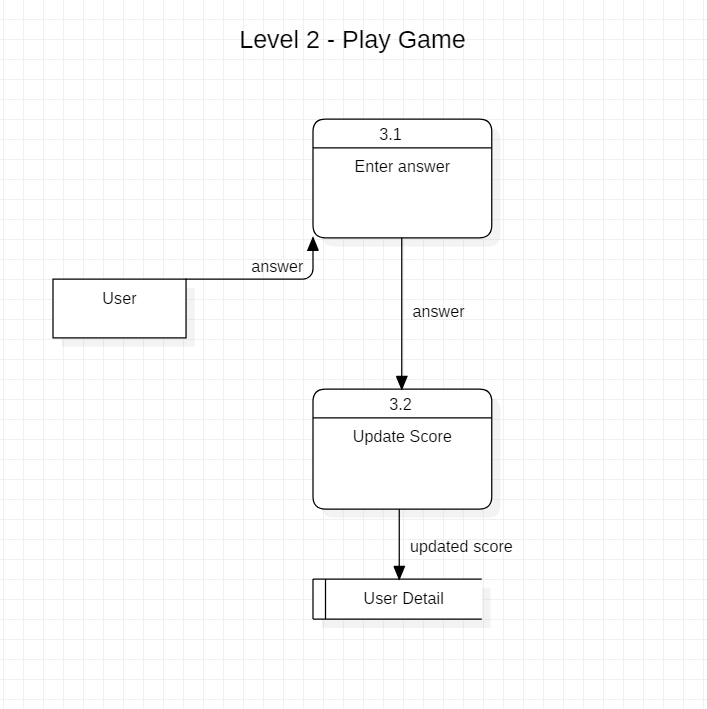 Level 2 - Play Game
3.1
Enter answer
answer
User
answer
3.2
Update Score
updated score
User Detail